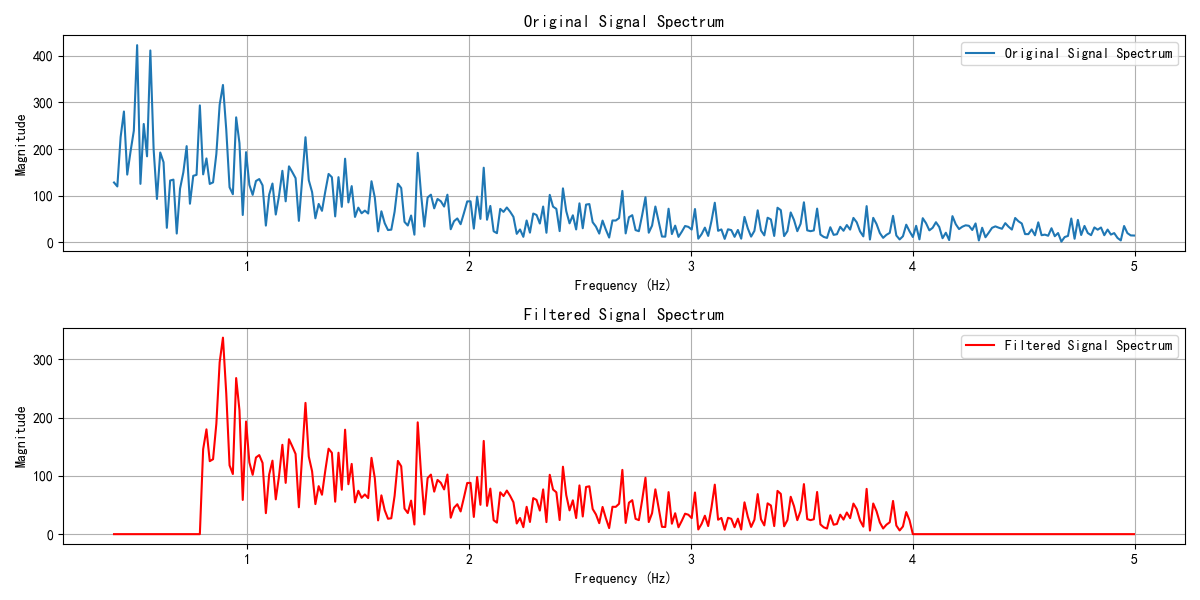 Original Signal Spectrum
Original Signal Spectrum
Magnitude
400
300
200
100
0
1 2 3 4 5
Frequency (Hz)
Filtered Signal Spectrum
Filtered Signal Spectrum
Magnitude
300
200
100
0
1 2 3 4 5
Frequency (Hz)